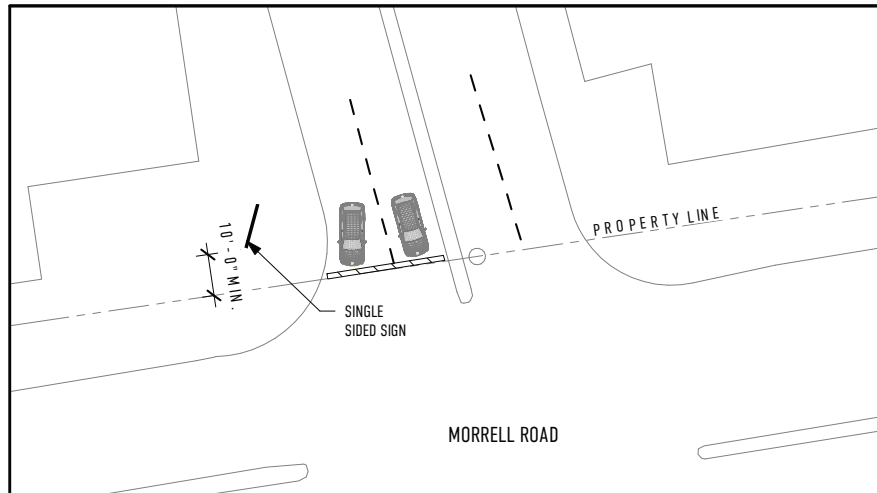 PROPERTY LINE
10'-0" MIN.
SINGLE
SIDED SIGN
MORRELL ROAD